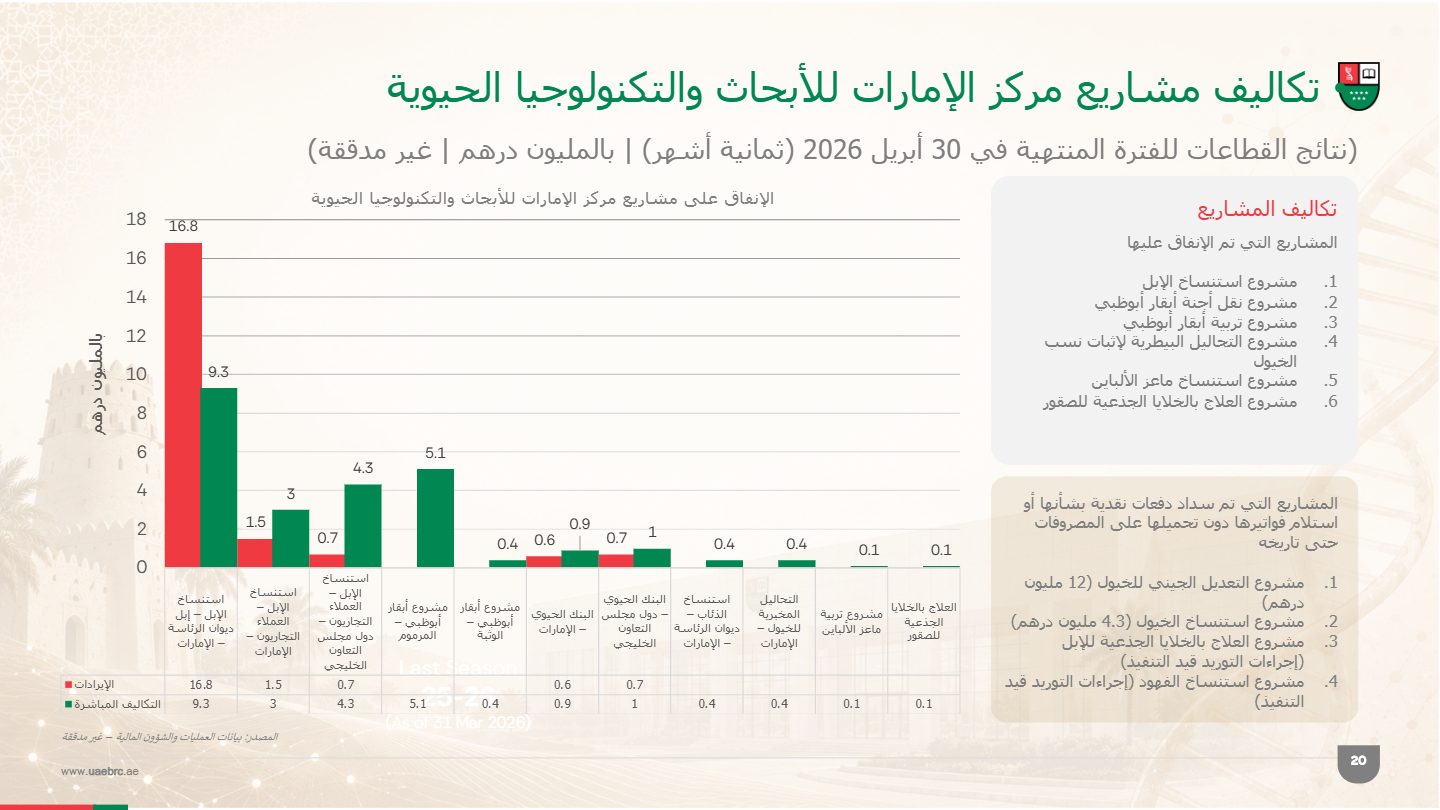 تكاليف مشاريع مركز الإمارات للأبحاث والتكنولوجيا الحيوية
(نتائج القطاعات للفترة المنتهية في 30 أبريل 2026 (ثمانية أشهر) | بالمليون درهم | غير مدققة)
تكاليف المشاريع
المشاريع التي تم الإنفاق عليها
1. مشروع استنساخ الإبل
2. مشروع نقل أجنة أبقار أبوظبي
3. مشروع تربية أبقار أبوظبي
4. مشروع التحاليل البيطرية لإثبات نسب
الخيول
5. مشروع استنساخ ماعز الألباين
6. مشروع العلاج بالخلايا الجذعية للصقور
المشاريع التي تم سداد دفعات نقدية بشأنها أو
استلام فواتيرها دون تحميلها على المصروفات
حتى تاريخه
1. مشروع التعديل الجيني للخيول (12 مليون
درهم)
2. مشروع استنساخ الخيول (4.3 مليون درهم)
3. مشروع العلاج بالخلايا الجذعية للإبل
(إجراءات التوريد قيد التنفيذ)
4. مشروع استنساخ الفهود (إجراءات التوريد قيد
التنفيذ)
الإنفاق على مشاريع مركز الإمارات للأبحاث والتكنولوجيا الحيوية
بالمليون درهم
18
16
14
12
10
8
6
4
2
0
16.8
9.3
1.5
3
0.7
4.3
5.1
0.4
0.6
0.9
0.7
1
0.4
0.4
0.1
0.1
استنساخ
الإبل – إبل
ديوان الرئاسة
– الإمارات
استنساخ
الإبل –
العملاء
التجاريون –
الإمارات
استنساخ
الإبل –
العملاء
التجاريون –
دول مجلس
التعاون
الخليجي
مشروع أبقار
أبوظبي –
المرموم
مشروع أبقار
أبوظبي –
الوثبة
البنك الحيوي
– الإمارات
البنك الحيوي
– دول مجلس
التعاون
الخليجي
استنساخ
الذئاب –
ديوان الرئاسة
– الإمارات
التحاليل
المخبرية
للخيول –
الإمارات
مشروع تربية
ماعز الألباين
العلاج بالخلايا
الجذعية
للصقور
الإيرادات 16.8 1.5 0.7 0.6 0.7
التكاليف المباشرة 9.3 3 4.3 5.1 0.4 0.9 1 0.4 0.4 0.1 0.1
Last Season
(As of 31 Mar 2026)
المصدر: بيانات العمليات والشؤون المالية – غير مدققة
www.uaebrc.ae
20